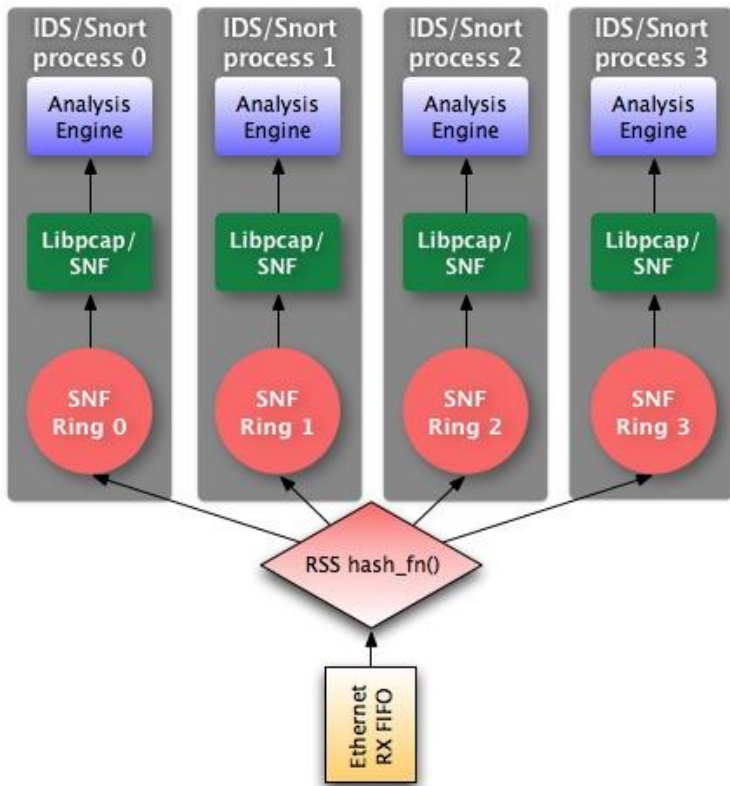 IDS/Snort
process 0
IDS/Snort
process 1
IDS/Snort
process 2
IDS/Snort
process 3
Analysis
Engine
Analysis
Engine
Analysis
Engine
Analysis
Engine
Libpcap/
SNF
Libpcap/
SNF
Libpcap/
SNF
Libpcap/
SNF
SNF
Ring 0
SNF
Ring 1
SNF
Ring 2
SNF
Ring 3
RSS hash_fn()
Ethernet
RX FIFO